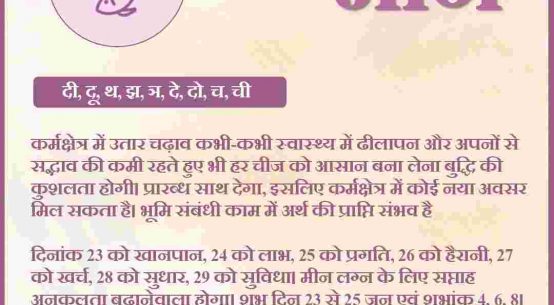 दी, दू, थ, झ, ञ, दे, दो, च, ची
कर्मक्षेत्र में उतार चढ़ाव कभी-कभी स्वास्थ्य में ढीलापन और अपनों से
सद्भाव की कमी रहते हुए भी हर चीज को आसान बना लेना बुद्धि की
कुशलता होगी। प्रारब्ध साथ देगा, इसलिए कर्मक्षेत्र में कोई नया अवसर
मिल सकता है। भूमि संबंधी काम में अर्थ की प्राप्ति संभव है
दिनांक 23 को खानपान, 24 को लाभ, 25 को प्रगति, 26 को हैरानी, 27
को खर्च, 28 को सुधार, 29 को सुविधा। मीन लग्न के लिए सप्ताह
अनुकूलता बढ़ानेवाला होगा। शुभ दिन 23 से 25 जून एवं शुभांक 4, 6, 8।